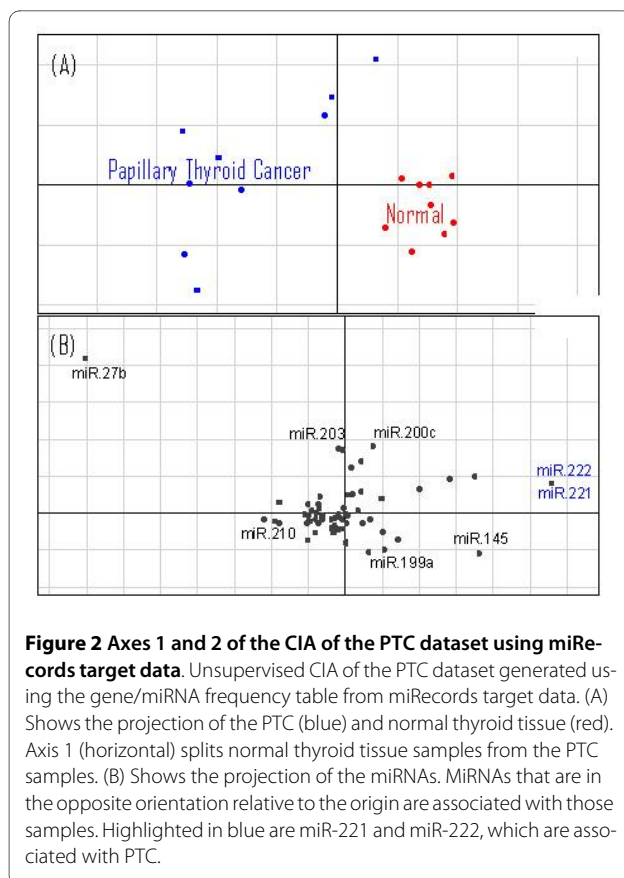 (A)
Papillary Thyroid Cancer
Normal
(B)
miR.27b
miR.203
miR.200c
miR.222
miR.221
miR.210
miR.145
miR.199a
Figure 2 Axes 1 and 2 of the CIA of the PTC dataset using miRe-
cords target data. Unsupervised CIA of the PTC dataset generated us-
ing the gene/miRNA frequency table from miRecords target data. (A)
Shows the projection of the PTC (blue) and normal thyroid tissue (red).
Axis 1 (horizontal) splits normal thyroid tissue samples from the PTC
samples. (B) Shows the projection of the miRNAs. MiRNAs that are in
the opposite orientation relative to the origin are associated with those
samples. Highlighted in blue are miR-221 and miR-222, which are asso-
ciated with PTC.